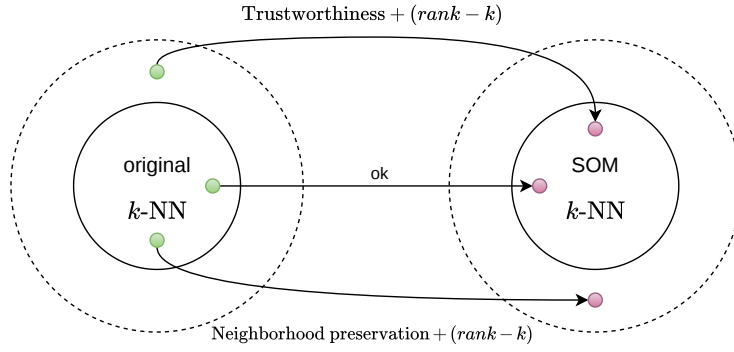 Trustworthiness + (rank − k)
original
k-NN
ok
SOM
k-NN
Neighborhood preservation + (rank − k)